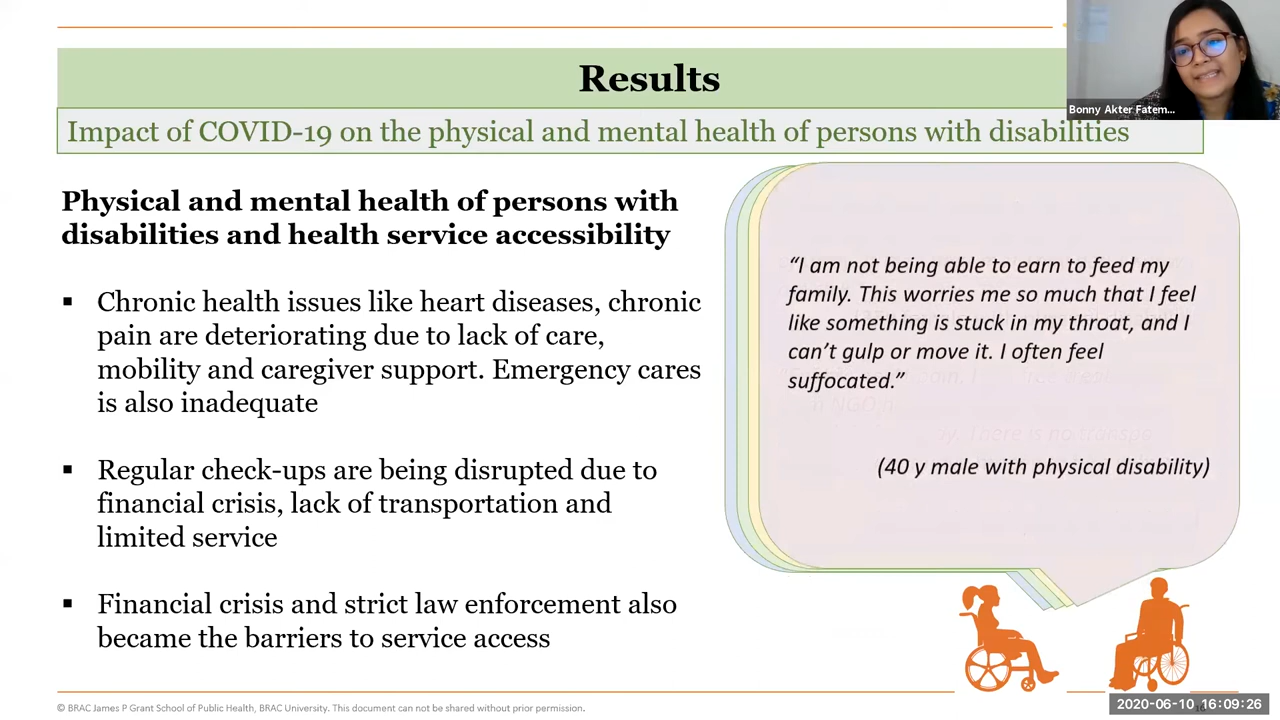 Results
Bonny Akter Fatem...
Impact of COVID-19 on the physical and mental health of persons with disabilities
Physical and mental health of persons with
disabilities and health service accessibility
▪ Chronic health issues like heart diseases, chronic
pain are deteriorating due to lack of care,
mobility and caregiver support. Emergency cares
is also inadequate
▪ Regular check-ups are being disrupted due to
financial crisis, lack of transportation and
limited service
▪ Financial crisis and strict law enforcement also
became the barriers to service access
“I am not being able to earn to feed my
family. This worries me so much that I feel
like something is stuck in my throat, and I
can’t gulp or move it. I often feel
suffocated.”
(40 y male with physical disability)
© BRAC James P Grant School of Public Health, BRAC University. This document can not be shared without prior permission.
2020-06-10 16:09:26